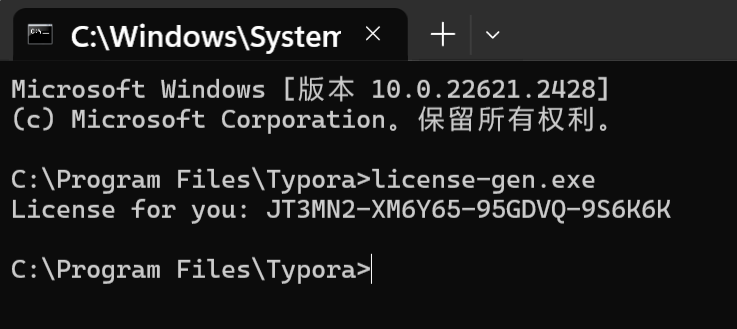 C:\Windows\System
Microsoft Windows [版本 10.0.22621.2428]
(c) Microsoft Corporation。保留所有权利。
C:\Program Files\Typora>license-gen.exe
License for you: JT3MN2-XM6Y65-95GDVQ-9S6K6K
C:\Program Files\Typora>